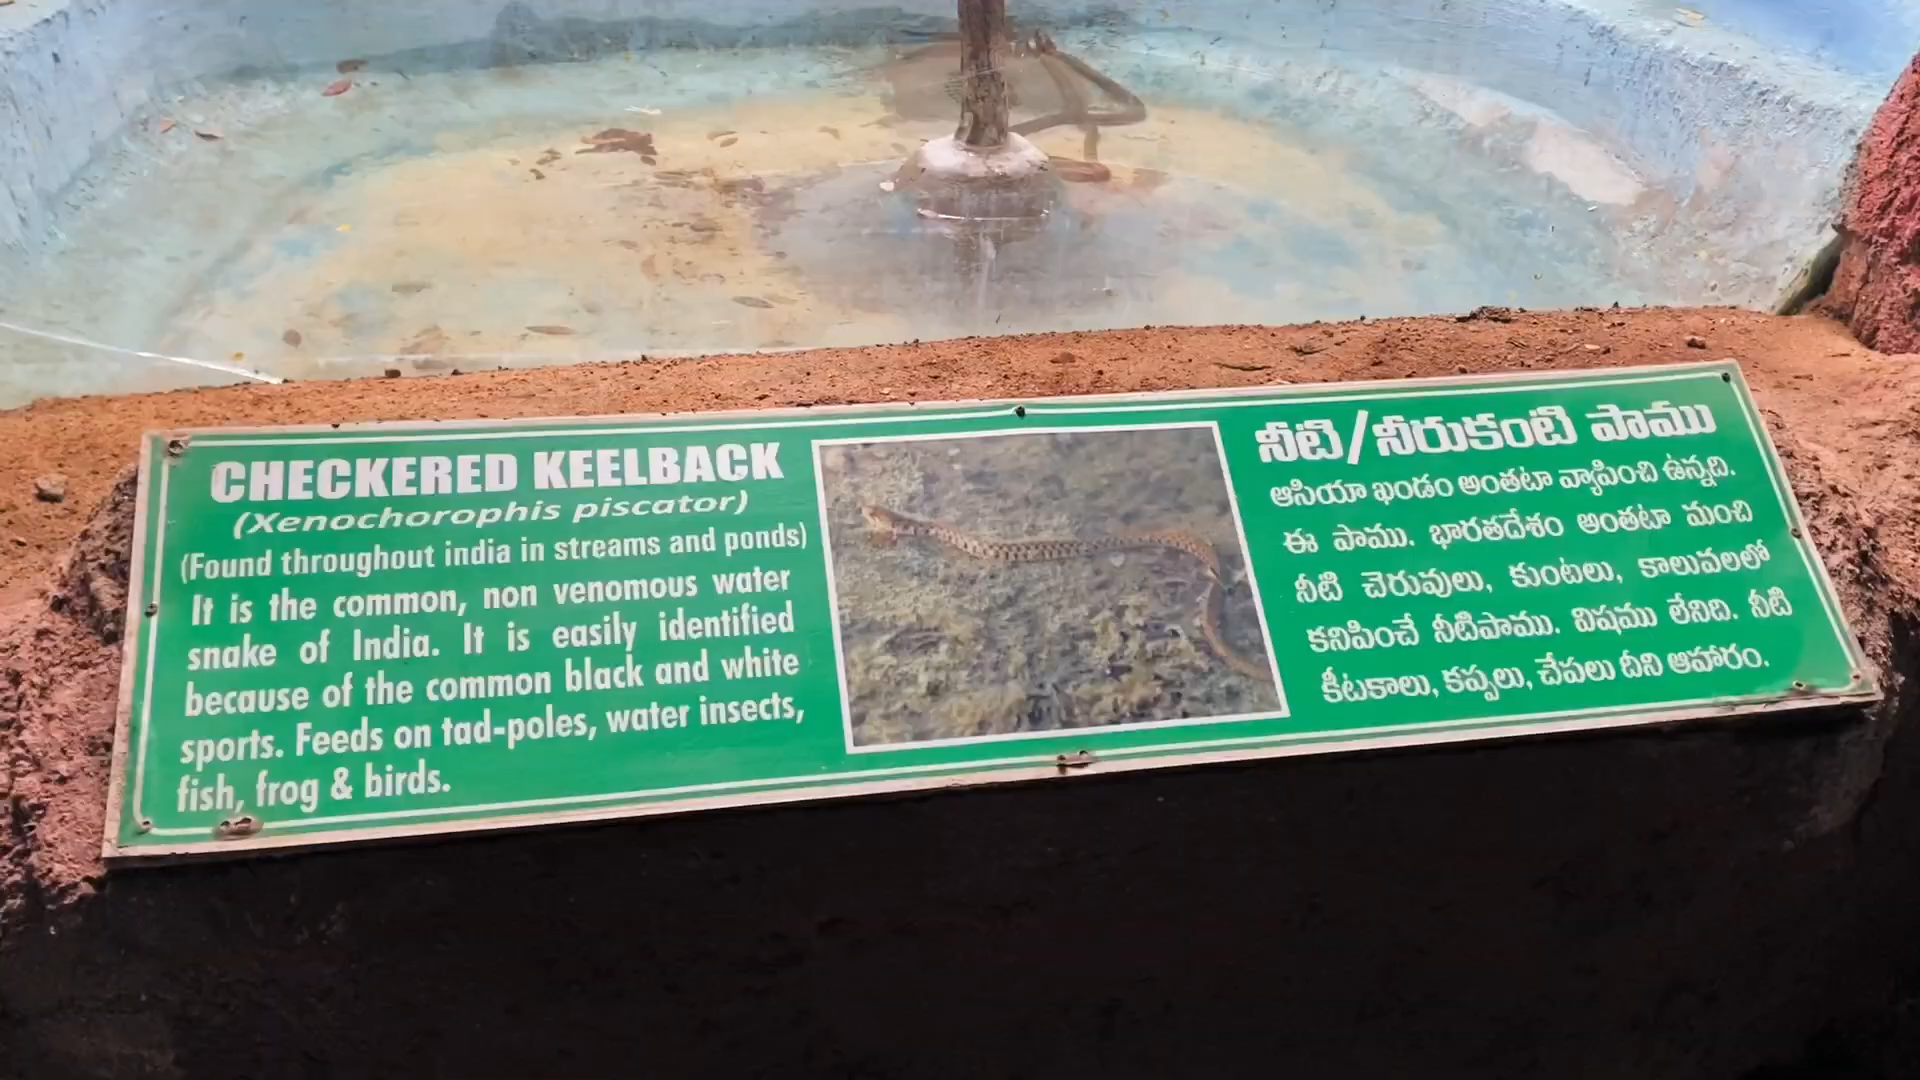 CHECKERED KEELBACK
(Xenochorophis piscator)
(Found throughout india in streams and ponds)
It is the common, non venomous water
snake of India. It is easily identified
because of the common black and white
sports. Feeds on tad-poles, water insects,
fish, frog & birds.
నీటి/నీరుకంటి పాము
ఆసియా ఖండం అంతటా వ్యాపించి ఉన్నది.
ఈ పాము. భారతదేశం అంతటా మంచి
నీటి చెరువులు, కుంటలు, కాలువలలో
కనిపించే నీటిపాము. విషము లేనిది. నీటి
కీటకాలు, కప్పలు, చేపలు దీని ఆహారం.